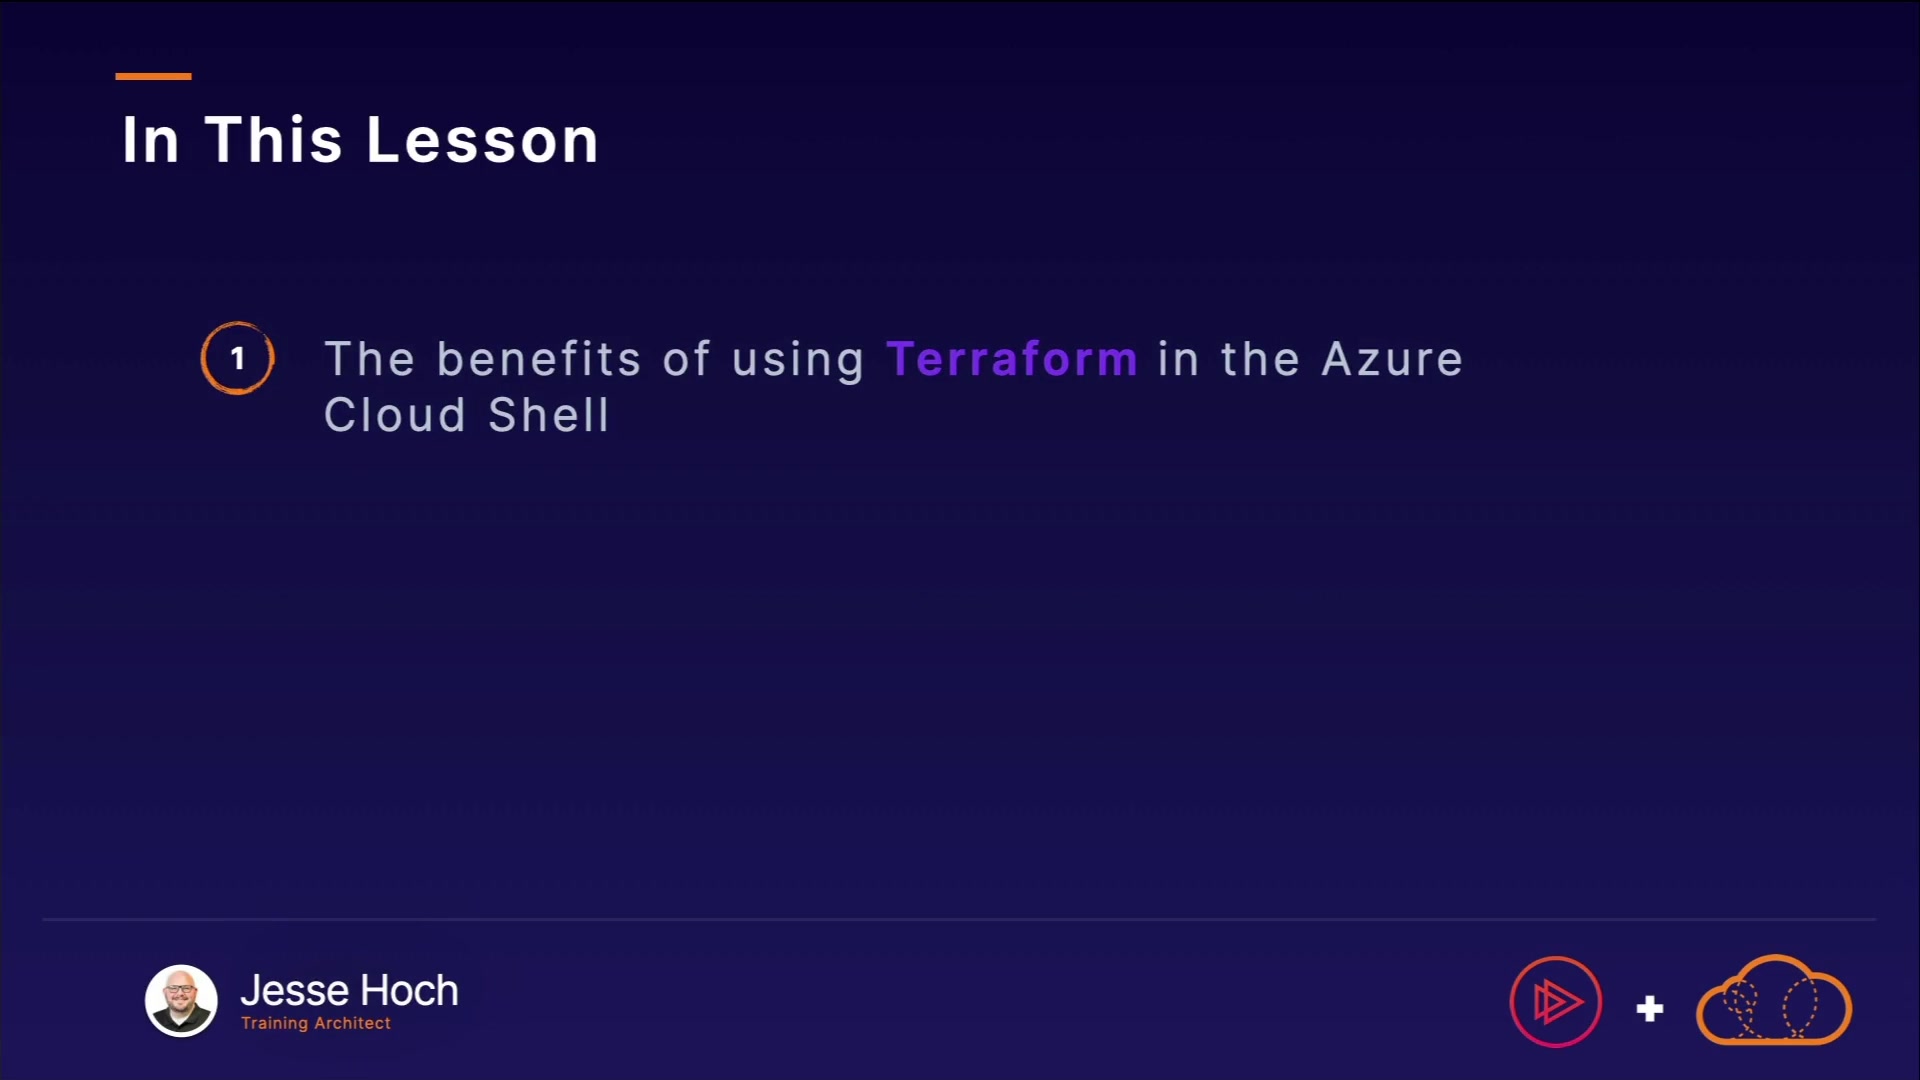 In This Lesson
1
The benefits of using Terraform in the Azure
Cloud Shell
Jesse Hoch
Training Architect